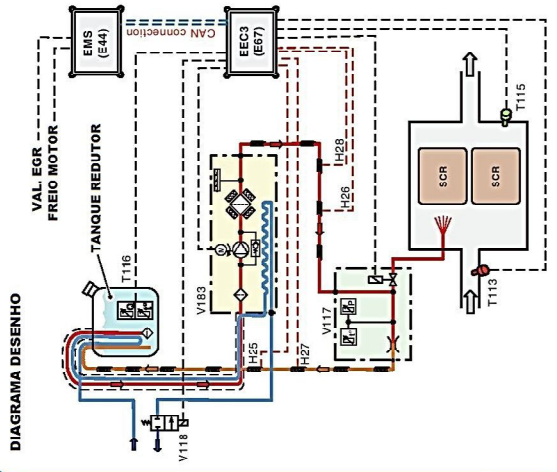 EMS
(E44)
CAN connection
EEC3
(E67)
VAL. EGR
FREIO MOTOR
TANQUE REDUTOR
T116
H28
H26
T115
SCR
SCR
V183
DIAGRAMA DESENHO
V117
T113
H25
H27
V118